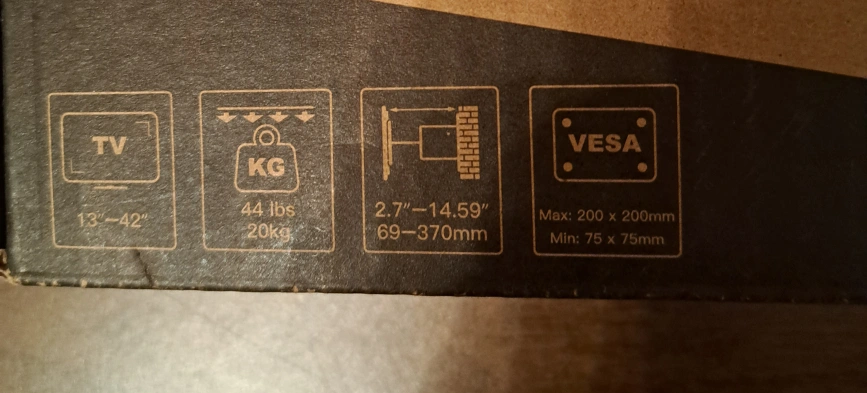 TV
13"–42"
KG
44 lbs
20kg
2.7"–14.59"
69–370mm
VESA
Max: 200 x 200mm
Min: 75 x 75mm